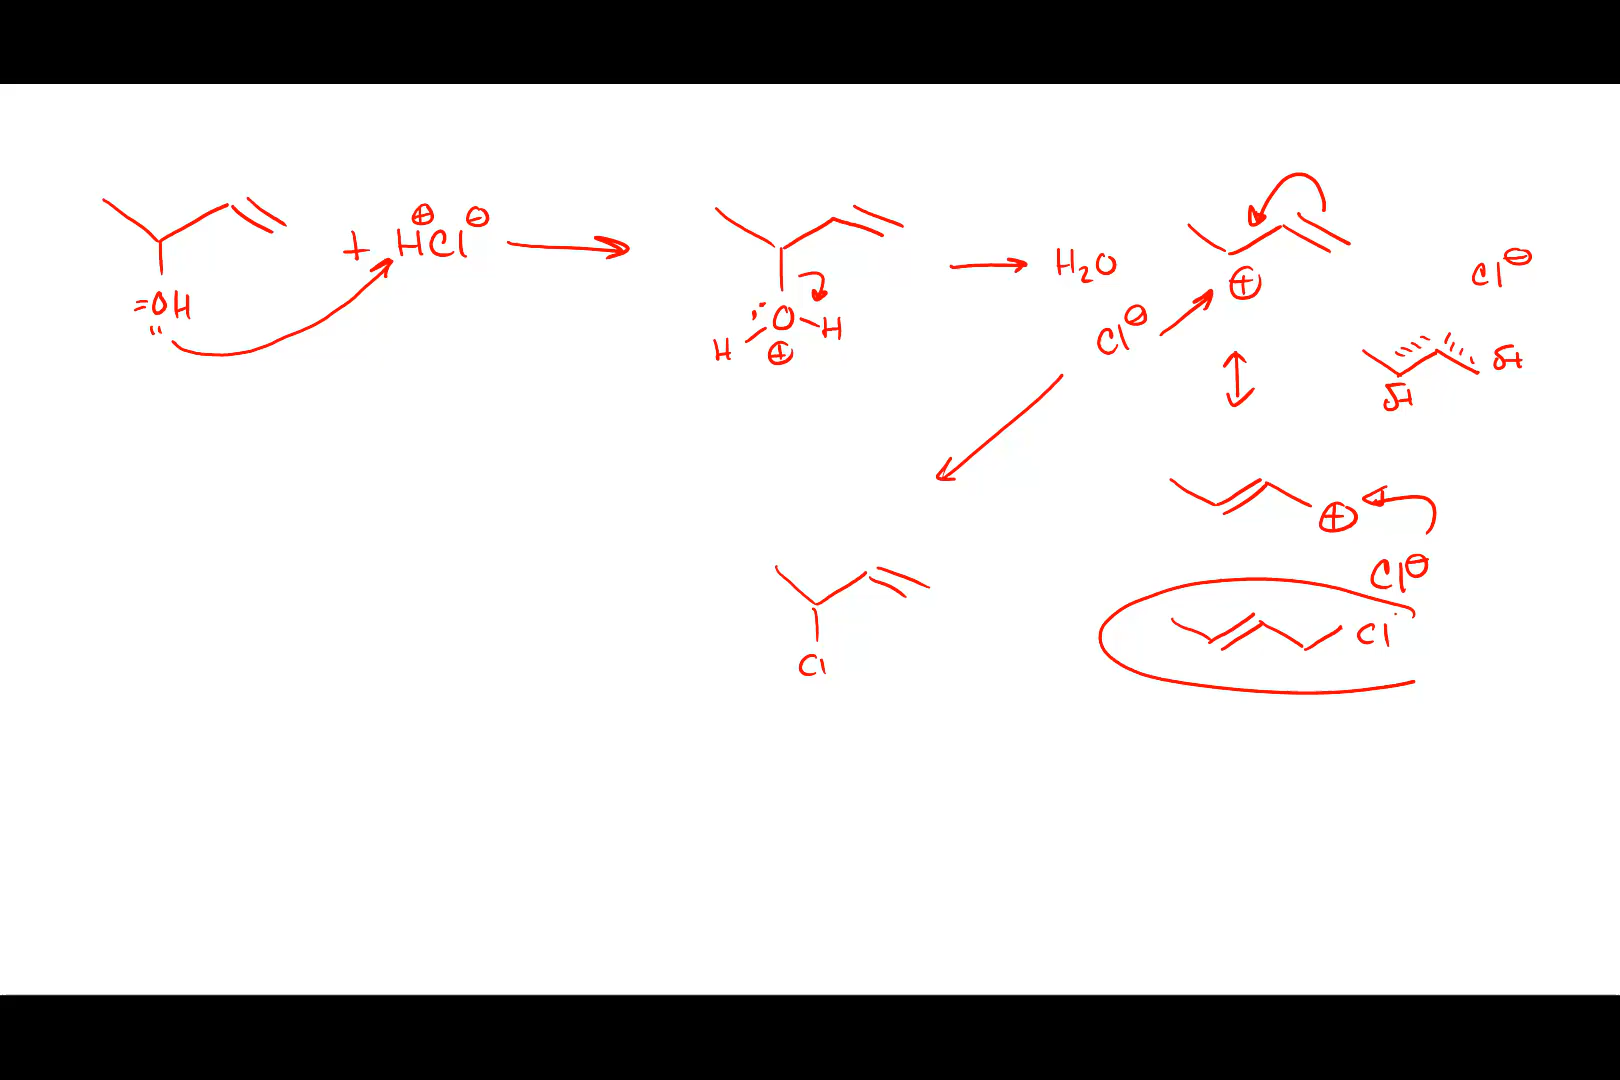 ⊕ ⊖
+ HCl
:OH
··
O
H H
⊕
H₂O
⊕
Cl⊖
Cl⊖
δ+
δ+
⊕
Cl⊖
Cl
Cl